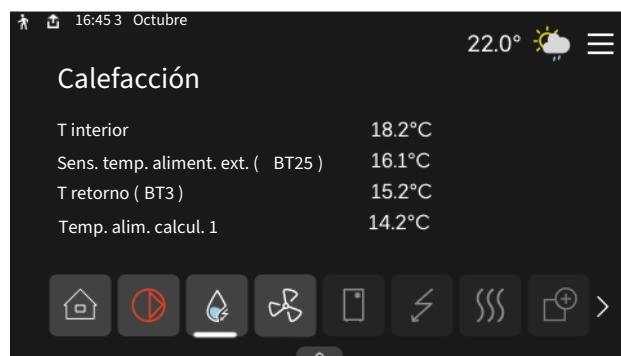 16:45 3 Octubre
22.0°
Calefacción
T interior 18.2°C
Sens. temp. aliment. ext. ( BT25 ) 16.1°C
T retorno ( BT3 ) 15.2°C
Temp. alim. calcul. 1 14.2°C